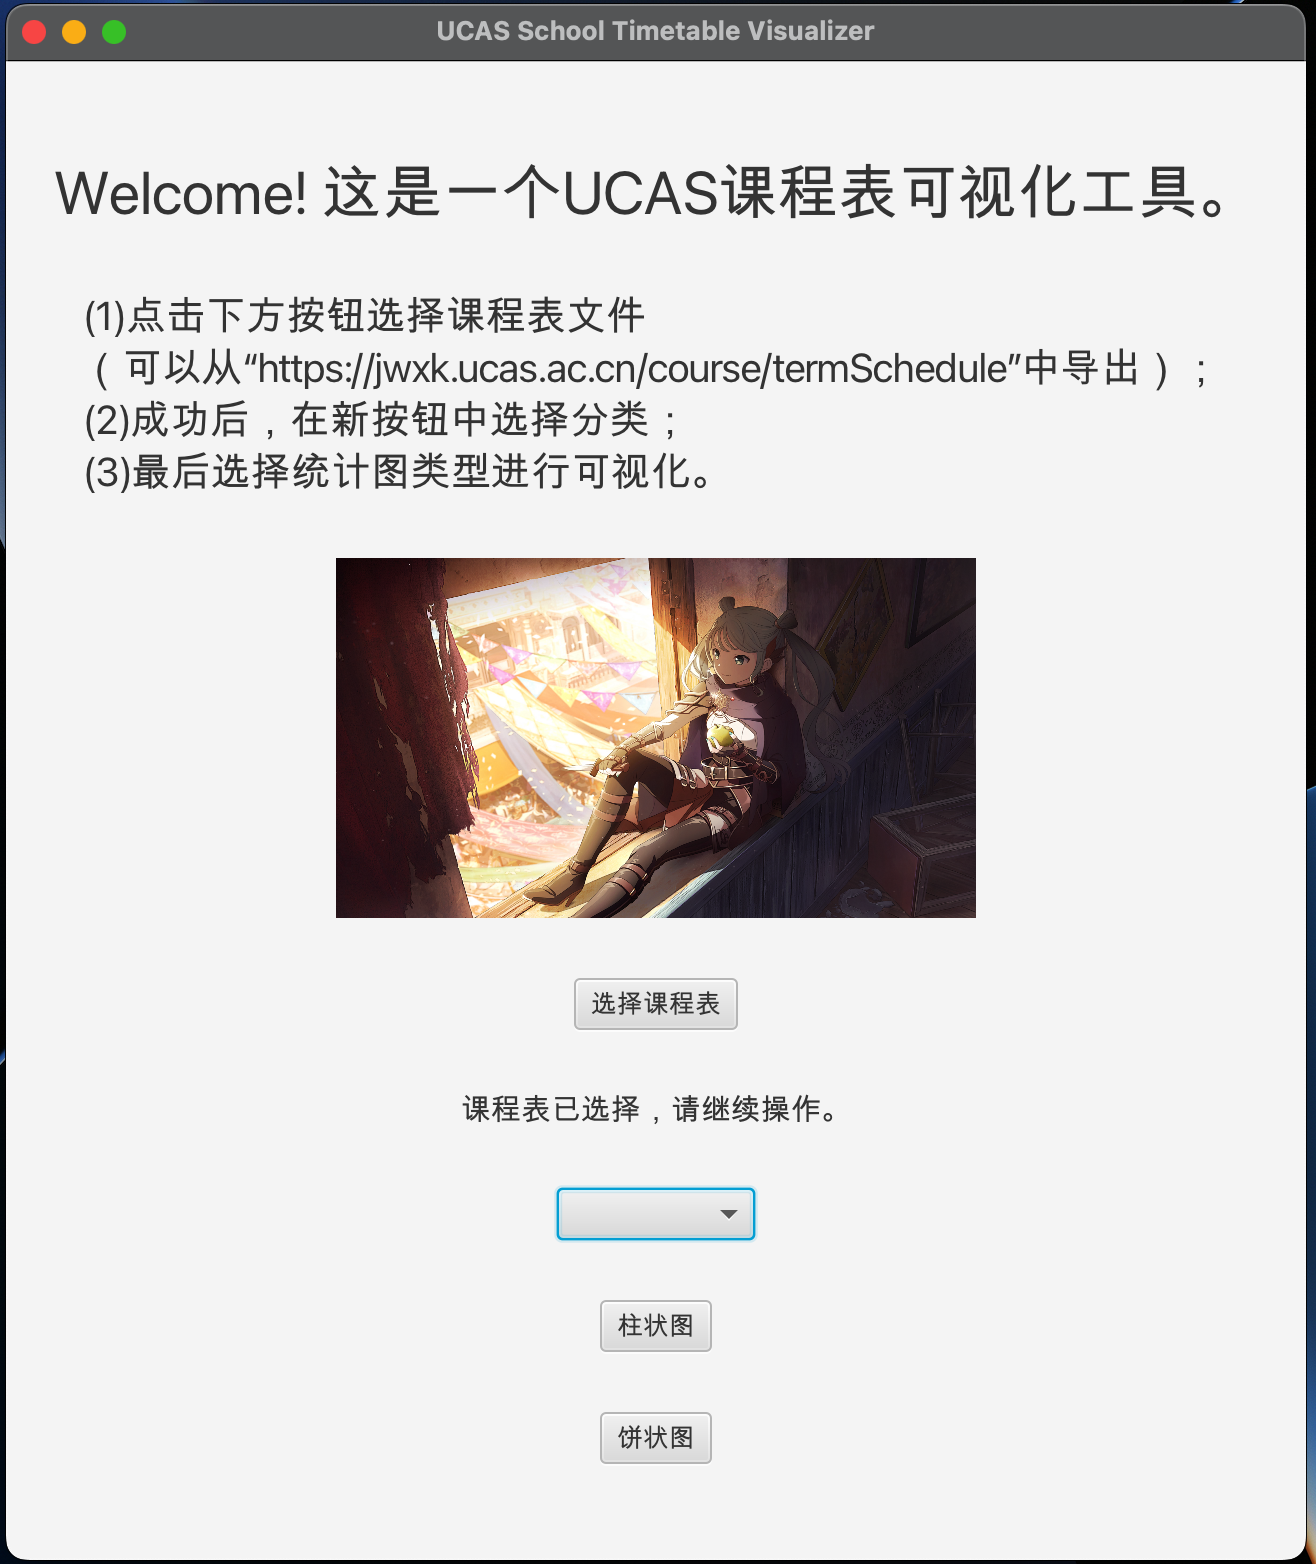 UCAS School Timetable Visualizer
Welcome! 这是一个UCAS课程表可视化工具。
(1)点击下方按钮选择课程表文件
（可以从“https://jwxk.ucas.ac.cn/course/termSchedule”中导出）；
(2)成功后，在新按钮中选择分类；
(3)最后选择统计图类型进行可视化。
选择课程表
课程表已选择，请继续操作。
柱状图
饼状图